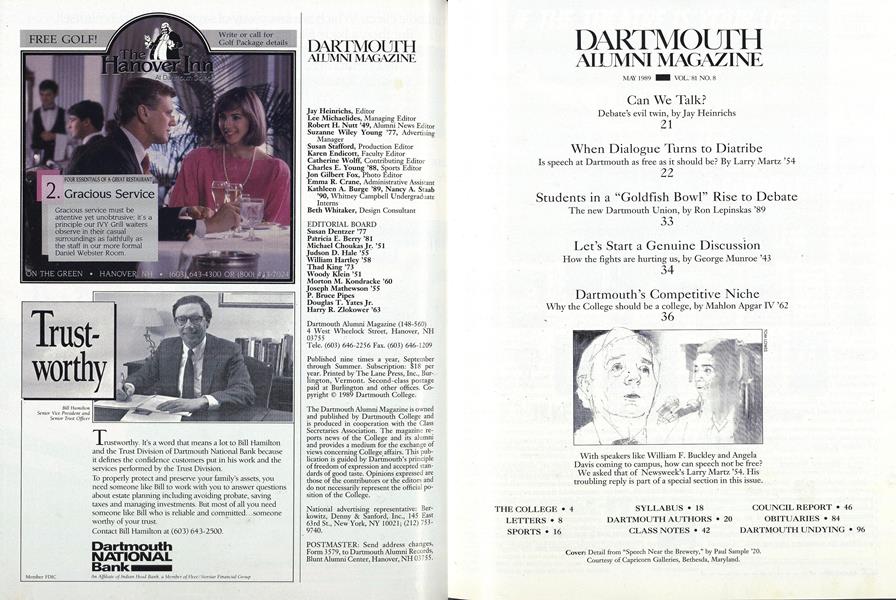 FREE GOLF!
The
Hanover Inn
At Dartmouth College
Write or call for
Golf Package details
FOUR ESSENTIALS OF A GREAT RESTAURANT
2. Gracious Service
Gracious service must be
attentive yet unobtrusive; it's a
principle our IVY Grill waiters
observe in their casual
surroundings as faithfully as
the staff in our more formal
Daniel Webster Room.
ON THE GREEN • HANOVER, NH • (603) 643-4300 OR (800) 443-7024
Trust-
worthy
Bill Hamilton
Senior Vice President and
Senior Trust Officer
Trustworthy. It's a word that means a lot to Bill Hamilton
and the Trust Division of Dartmouth National Bank because
it defines the confidence customers put in his work and the
services performed by the Trust Division.
To properly protect and preserve your family's assets, you
need someone like Bill to work with you to answer questions
about estate planning including avoiding probate, saving
taxes and managing investments. But most of all you need
someone like Bill who is reliable and committed...someone
worthy of your trust.
Contact Bill Hamilton at (603) 643-2500.
Dartmouth
NATIONAL
Bank
Member FDIC
An Affiliate of Indian Head Bank, a Member of Fleet/Norstar Financial Group
DARTMOUTH
ALUMNI MAGAZINE
Jay Heinrichs, Editor
Lee Michaelides, Managing Editor
Robert H. Nutt '49, Alumni News Editor
Suzanne Wiley Young '77, Advertising
Manager
Susan Stafford, Production Editor
Karen Endicott, Faculty Editor
Catherine Wolff, Contributing Editor
Charles E. Young '88, Sports Editor
Jon Gilbert Fox, Photo Editor
Emma R. Crane, Administrative Assistant
Kathleen A. Burge '89, Nancy A. Staab
'90, Whitney Campbell Undergraduate
Interns
Beth Whitaker, Design Consultant
EDITORIAL BOARD
Susan Dentzer '77
Patricia E. Berry '81
Michael Choukas Jr. '51
Judson D. Hale '55
William Hartley '58
Thad King '73
Woody Klein '51
Morton M. Kondracke '60
Joseph Mathewson '55
P. Bruce Pipes
Douglas T. Yates Jr.
Harry R. Zlokower '63
Dartmouth Alumni Magazine (148-560)
4 West Wheelock Street, Hanover, NH
03755
Tele. (603) 646-2256 Fax. (603) 646-1209
Published nine times a year, September
through Summer. Subscription: $18 per
year. Printed by The Lane Press, Inc., Bur-
lington, Vermont. Second-class postage
paid at Burlington and other offices. Co-
pyright © 1989 Dartmouth College.
The Dartmouth Alumni Magazine is owned
and published by Dartmouth College and
is produced in cooperation with the Class
Secretaries Association. The magazine re-
ports news of the College and its alumni
and provides a medium for the exchange of
views concerning College affairs. This pub-
lication is guided by Dartmouth's principle
of freedom of expression and accepted stan-
dards of good taste. Opinions expressed are
those of the contributors or the editors and
do not necessarily represent the official po-
sition of the College.
National advertising representative: Ber-
kowitz, Denny & Sanford, Inc., 145 East
63rd St., New York, NY 10021; (212) 753-
9740.
POSTMASTER: Send address changes,
Form 3579, to Dartmouth Alumni Records,
Blunt Alumni Center, Hanover, NH 03755.
DARTMOUTH
ALUMNI MAGAZINE
MAY 1989 VOL. 81 NO. 8
Can We Talk?
Debate's evil twin, by Jay Heinrichs
21
When Dialogue Turns to Diatribe
Is speech at Dartmouth as free as it should be? By Larry Martz '54
22
Students in a "Goldfish Bowl" Rise to Debate
The new Dartmouth Union, by Ron Lepinskas '89
33
Let's Start a Genuine Discussion
How the fights are hurting us, by George Munroe '43
34
Dartmouth's Competitive Niche
Why the College should be a college, by Mahlon Apgar IV '62
36
With speakers like William F. Buckley and Angela
Davis coming to campus, how can speech not be free?
We asked that of Newsweek's Larry Martz '54. His
troubling reply is part of a special section in this issue.
THE COLLEGE • 4
LETTERS • 8
SPORTS • 16
SYLLABUS • 18
DARTMOUTH AUTHORS • 20
CLASS NOTES • 42
COUNCIL REPORT • 46
OBITUARIES • 84
DARTMOUTH UNDYING • 96
Cover: Detail from "Speech Near the Brewery," by Paul Sample '20.
Courtesy of Capricorn Galleries, Bethesda, Maryland.